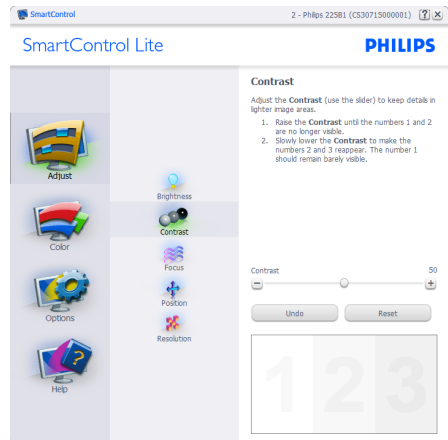 SmartControl
2 - Philips 225B1 (CS30715000001)
? X
SmartControl Lite
PHILIPS
Adjust
Color
Options
Help
Brightness
Contrast
Focus
Position
Resolution
Contrast
Adjust the Contrast (use the slider) to keep details in
lighter image areas.
1. Raise the Contrast until the numbers 1 and 2
are no longer visible.
2. Slowly lower the Contrast to make the
numbers 2 and 3 reappear. The number 1
should remain barely visible.
Contrast 50
Undo Reset
1 2 3